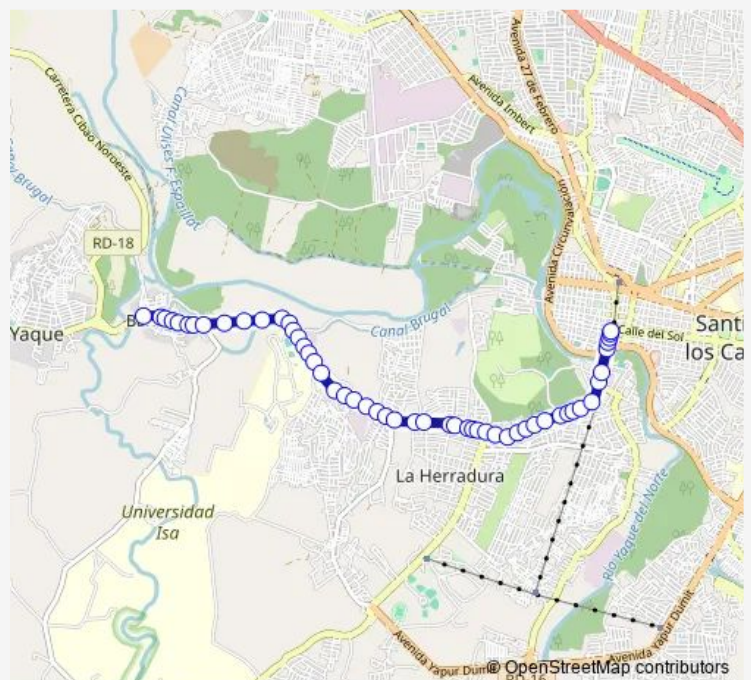 Avenida 27 de Febrero
Avenida Imbert
Carretera Cibao Noroeste
Canal Ulises F. Espaillat
RD-18
Avenida Circunvalación
Yaque
Canal Brugal
Calle del Sol
Santi
los Ca
La Herradura
Universidad
Isa
Río Yaque del Norte
Avenida Yapur Dumit
Avenida Yapur Dumit
© OpenStreetMap contributors